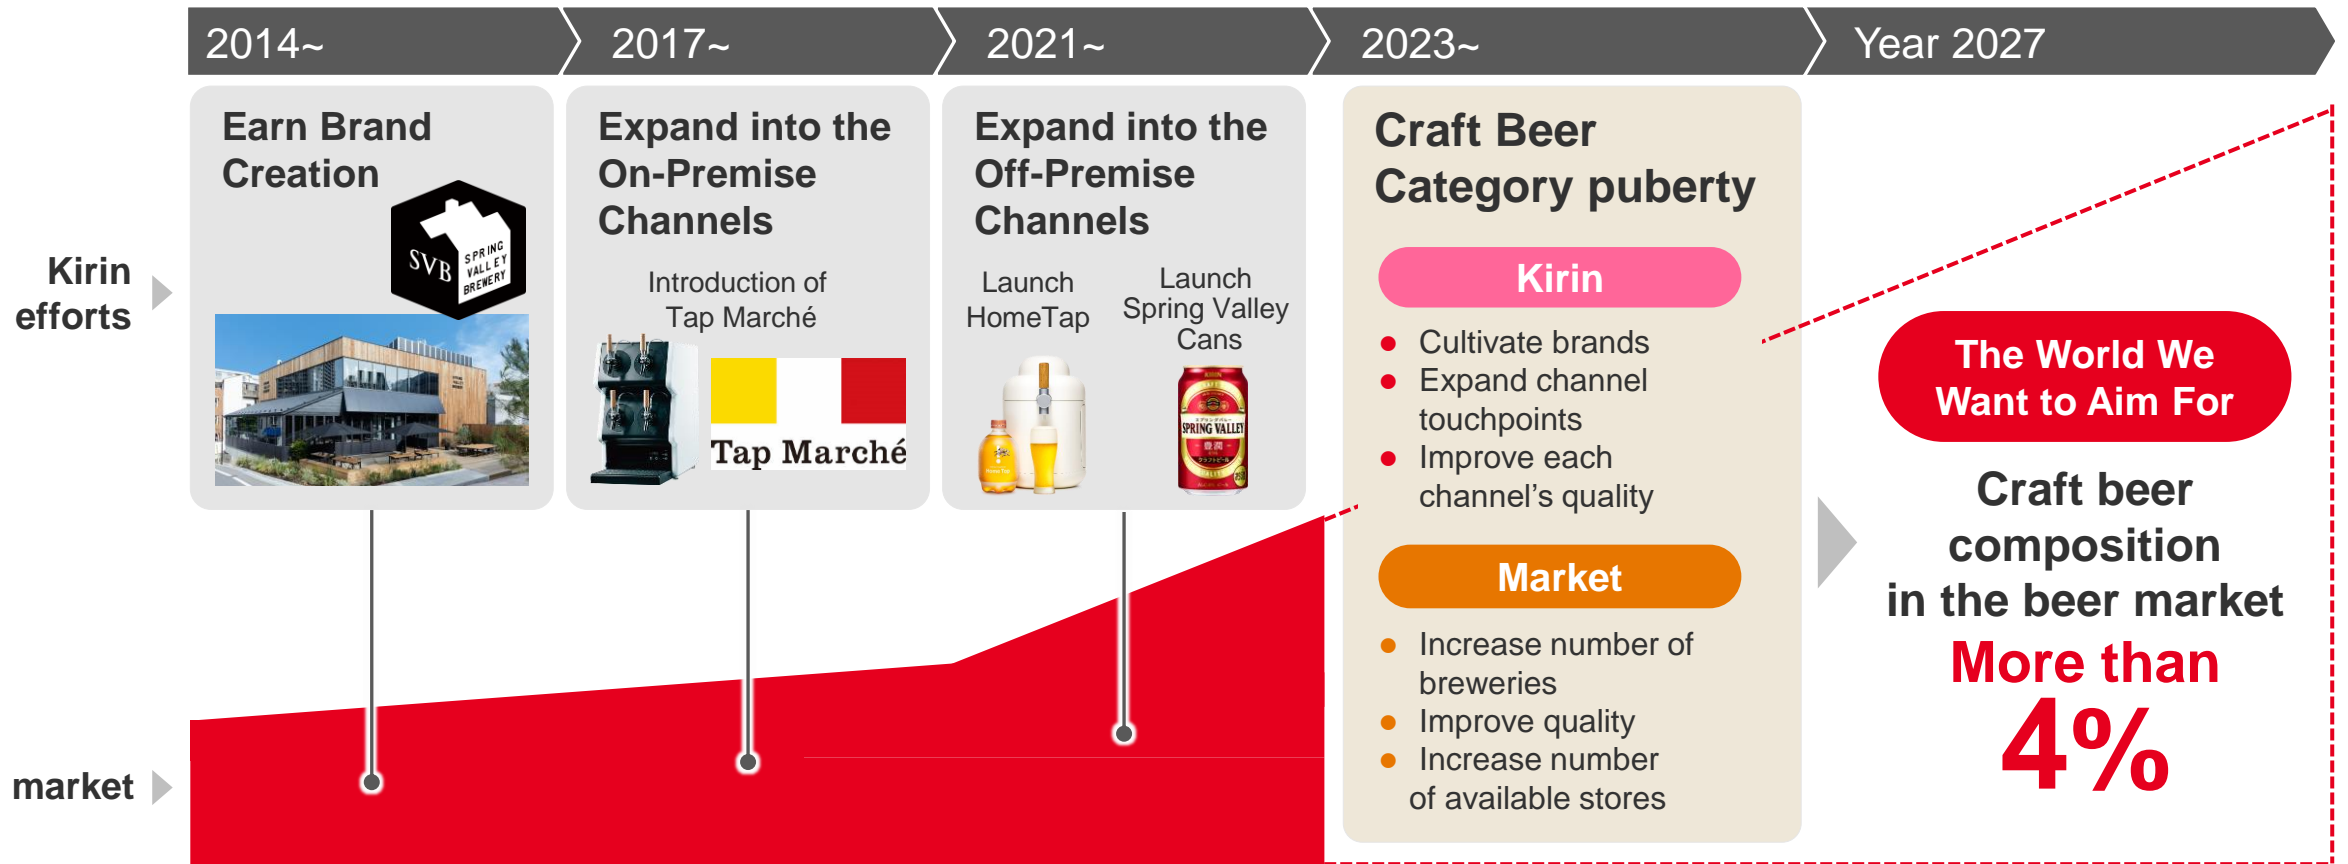 2014~
2017~
2021~
2023~
Year 2027
Kirin
efforts
Earn Brand
Creation
SVB
SPRING
VALLEY
BREWERY
Expand into the
On-Premise
Channels
Introduction of
Tap Marché
Tap Marché
Expand into the
Off-Premise
Channels
Launch
HomeTap
Launch
Spring Valley
Cans
SPRING VALLEY
Craft Beer
Category puberty
Kirin
Cultivate brands
Expand channel
touchpoints
Improve each
channel's quality
Market
Increase number of
breweries
Improve quality
Increase number
of available stores
The World We
Want to Aim For
Craft beer
composition
in the beer market
More than
4%
market